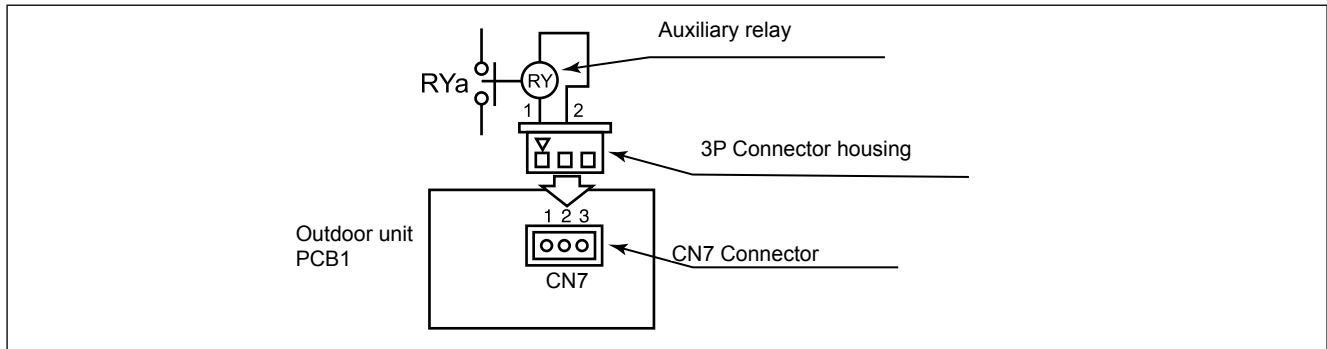 Auxiliary relay
RYa
RY
1 2
3P Connector housing
Outdoor unit
PCB1
1 2 3
CN7 Connector
CN7